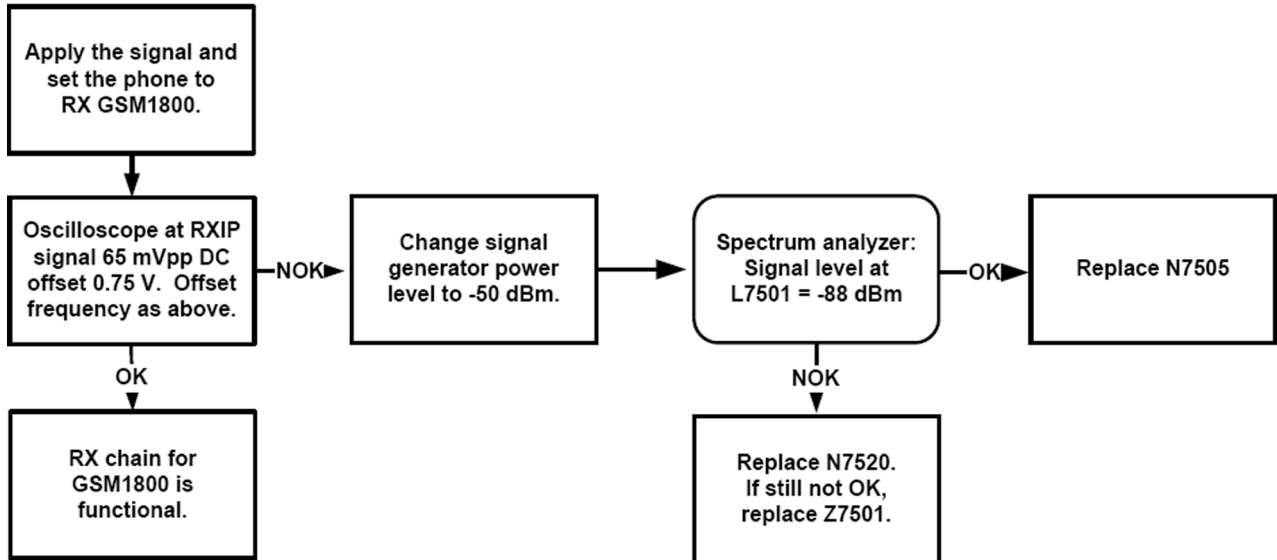 Apply the signal and
set the phone to
RX GSM1800.
Oscilloscope at RXIP
signal 65 mVpp DC
offset 0.75 V. Offset
frequency as above.
NOK
Change signal
generator power
level to -50 dBm.
Spectrum analyzer:
Signal level at
L7501 = -88 dBm
OK
Replace N7505
OK
NOK
RX chain for
GSM1800 is
functional.
Replace N7520.
If still not OK,
replace Z7501.